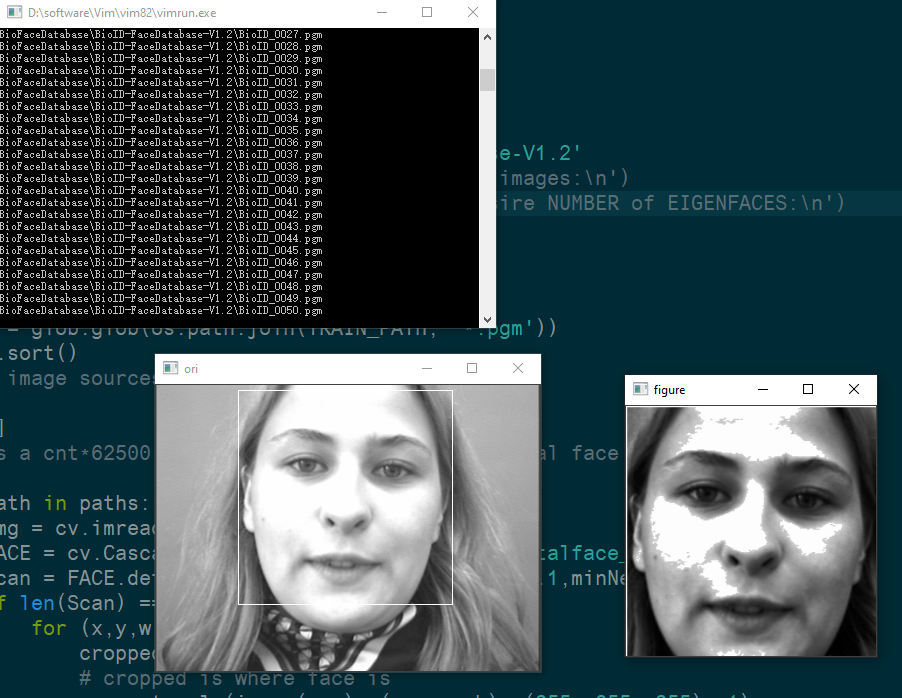 D:\software\Vim\vim82\vimrun.exe
BioFaceDatabase\BioID-FaceDatabase-V1.2\BioID_0027.pgm
BioFaceDatabase\BioID-FaceDatabase-V1.2\BioID_0028.pgm
BioFaceDatabase\BioID-FaceDatabase-V1.2\BioID_0029.pgm
BioFaceDatabase\BioID-FaceDatabase-V1.2\BioID_0030.pgm
BioFaceDatabase\BioID-FaceDatabase-V1.2\BioID_0031.pgm
BioFaceDatabase\BioID-FaceDatabase-V1.2\BioID_0032.pgm
BioFaceDatabase\BioID-FaceDatabase-V1.2\BioID_0033.pgm
BioFaceDatabase\BioID-FaceDatabase-V1.2\BioID_0034.pgm
BioFaceDatabase\BioID-FaceDatabase-V1.2\BioID_0035.pgm
BioFaceDatabase\BioID-FaceDatabase-V1.2\BioID_0036.pgm
BioFaceDatabase\BioID-FaceDatabase-V1.2\BioID_0037.pgm
BioFaceDatabase\BioID-FaceDatabase-V1.2\BioID_0038.pgm
BioFaceDatabase\BioID-FaceDatabase-V1.2\BioID_0039.pgm
BioFaceDatabase\BioID-FaceDatabase-V1.2\BioID_0040.pgm
BioFaceDatabase\BioID-FaceDatabase-V1.2\BioID_0041.pgm
BioFaceDatabase\BioID-FaceDatabase-V1.2\BioID_0042.pgm
BioFaceDatabase\BioID-FaceDatabase-V1.2\BioID_0043.pgm
BioFaceDatabase\BioID-FaceDatabase-V1.2\BioID_0044.pgm
BioFaceDatabase\BioID-FaceDatabase-V1.2\BioID_0045.pgm
BioFaceDatabase\BioID-FaceDatabase-V1.2\BioID_0046.pgm
BioFaceDatabase\BioID-FaceDatabase-V1.2\BioID_0047.pgm
BioFaceDatabase\BioID-FaceDatabase-V1.2\BioID_0048.pgm
BioFaceDatabase\BioID-FaceDatabase-V1.2\BioID_0049.pgm
BioFaceDatabase\BioID-FaceDatabase-V1.2\BioID_0050.pgm
se-V1.2'
images:\n')
ire NUMBER of EIGENFACES:\n')
= glob.glob(os.path.join(TRAIN_PATH, '*.pgm'))
.sort()
image source
]
s a cnt*62500
al face
ath in paths:
mg = cv.imread
ACE = cv.Casca
talface_
can = FACE.det
.1,minNe
f len(Scan) ==
for (x,y,w
cropped
# cropped is where face is
ori
figure